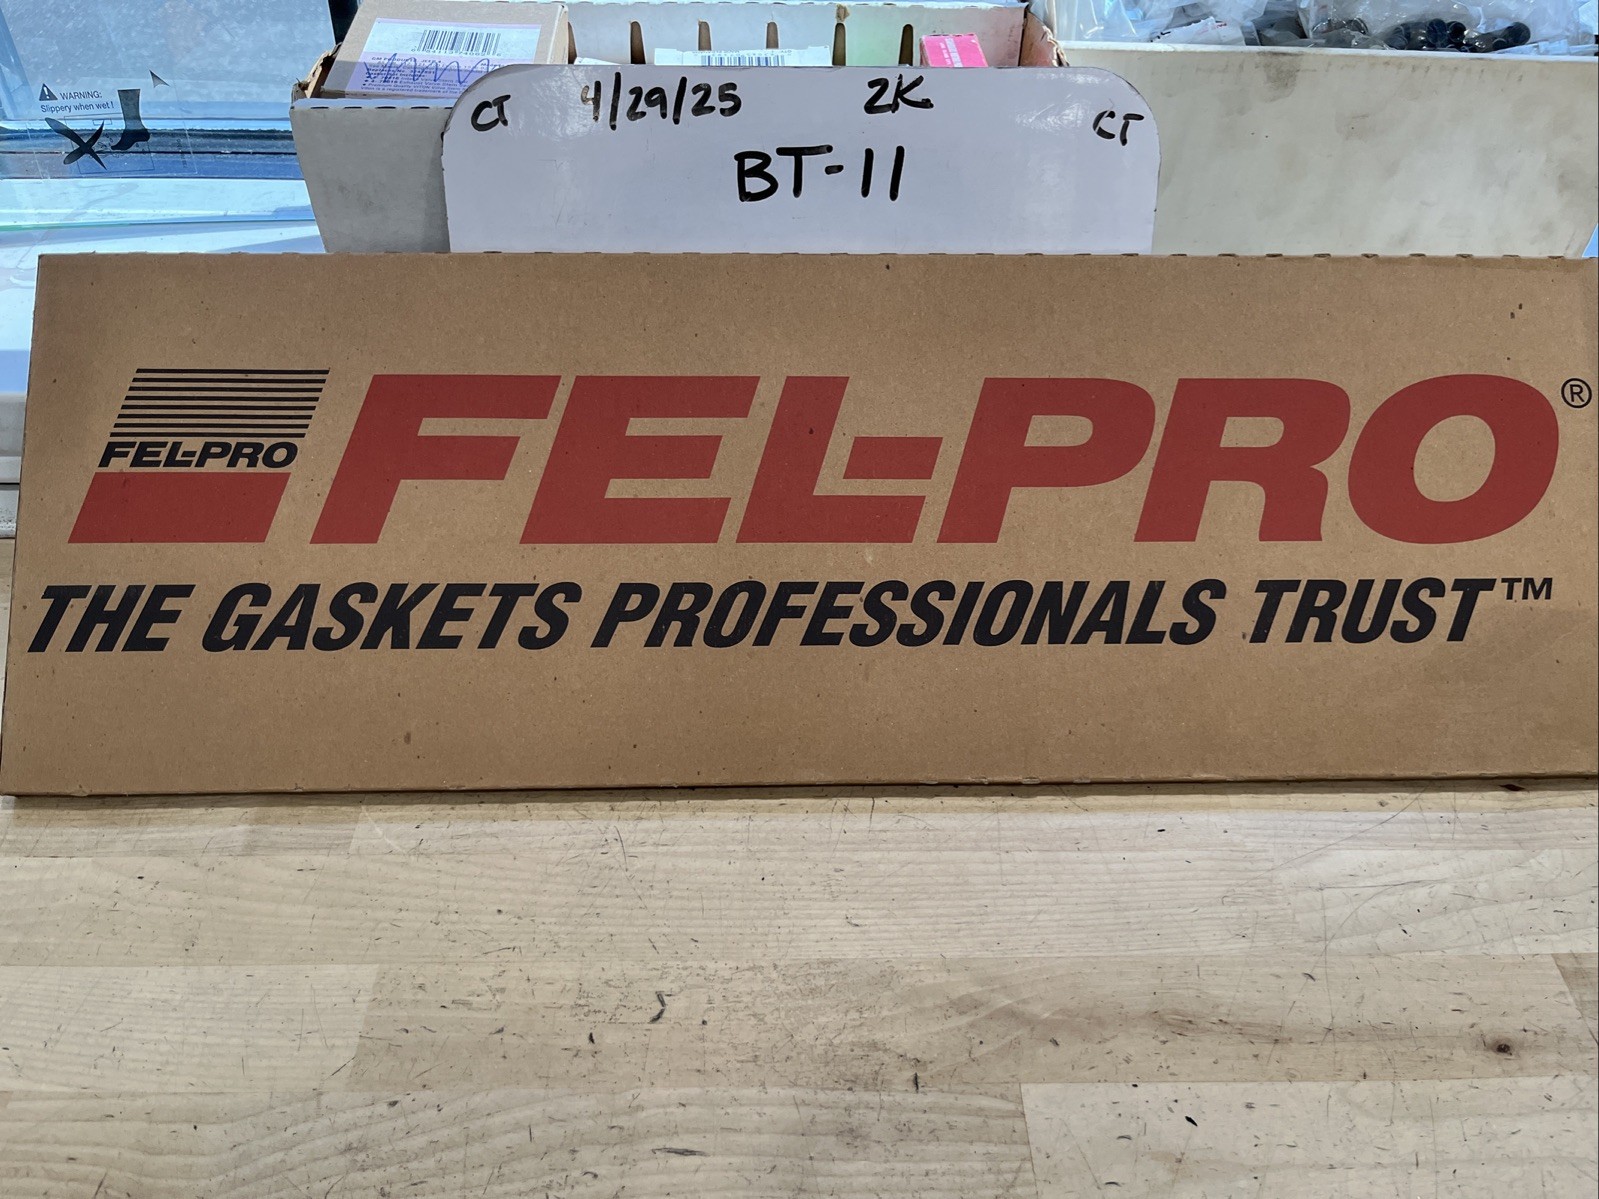 WARNING:
Slippery when wet!
CT 4/29/25 2K CT
BT-11
FEL-PRO
FEL-PRO®
THE GASKETS PROFESSIONALS TRUST™